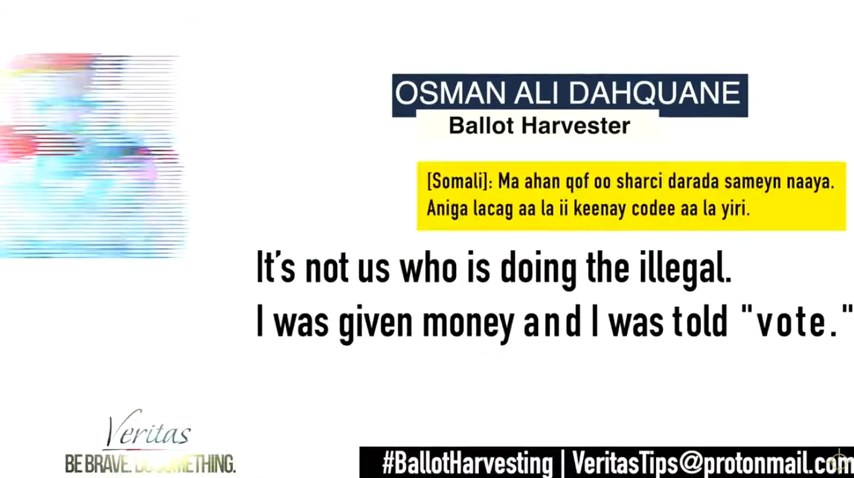 OSMAN ALI DAHQUANE
Ballot Harvester
[Somali]: Ma ahan qof oo sharci darada sameyn naaya.
Aniga lacag aa la ii keenay codee aa la yiri.
It's not us who is doing the illegal.
I was given money and I was told "vote."
Veritas
BE BRAVE. DO SOMETHING.
#BallotHarvesting | VeritasTips@protonmail.com